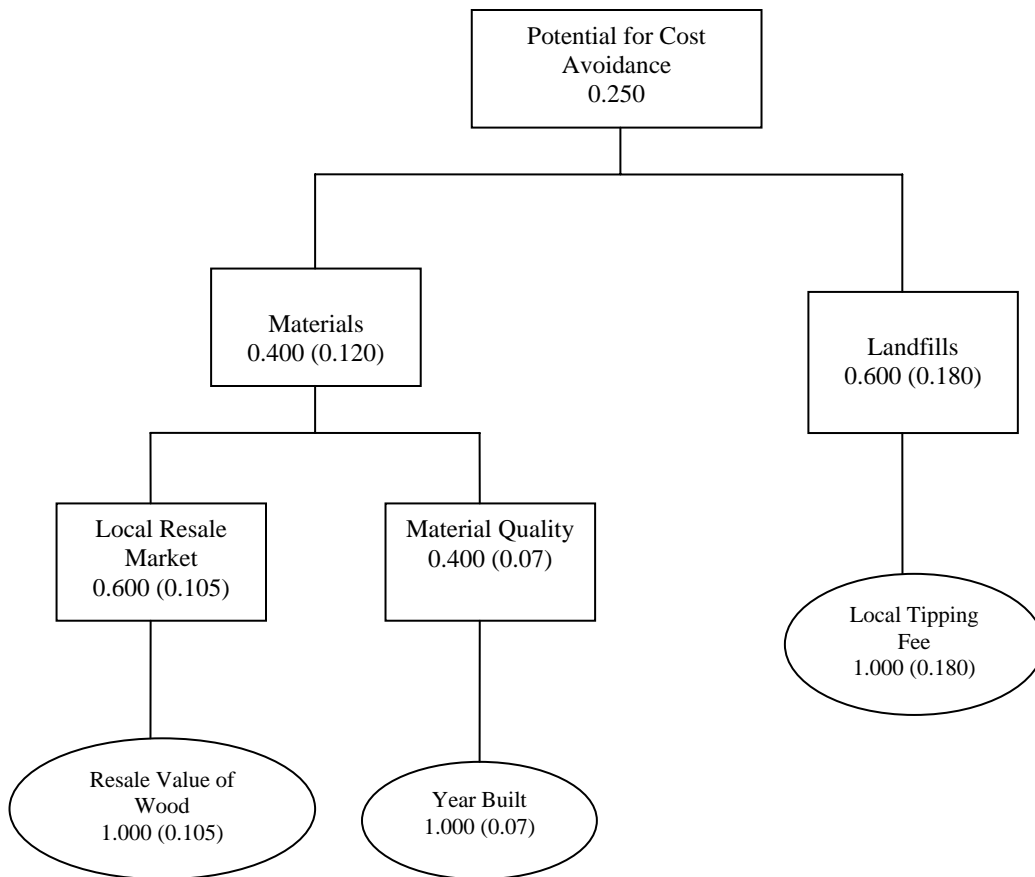 Potential for Cost
Avoidance
0.250
Materials
0.400 (0.120)
Landfills
0.600 (0.180)
Local Resale
Market
0.600 (0.105)
Material Quality
0.400 (0.07)
Local Tipping
Fee
1.000 (0.180)
Resale Value of
Wood
1.000 (0.105)
Year Built
1.000 (0.07)